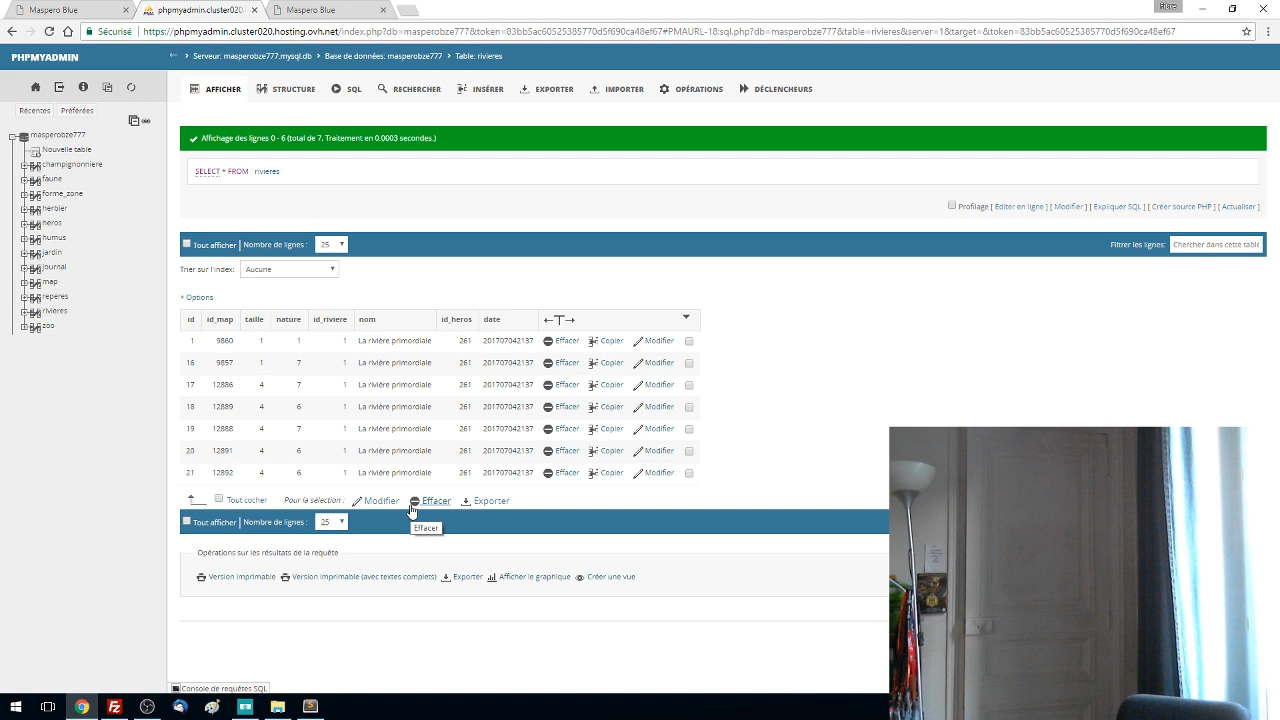 Maspero Blue
phpmyadmin.cluster020.
Maspero Blue
Sécurisé
https://phpmyadmin.cluster020.hosting.ovh.net/index.php?db=masperobze777&token=83bb5ac60525385770d5f690ca48ef67#PMAURL-18:sql.php?db=masperobze777&table=rivieres&server=1&target=&token=83bb5ac60525385770d5f690ca48ef67
PHPMYADMIN
Serveur: masperobze777.mysql.db » Base de données: masperobze777 » Table: rivieres
AFFICHER STRUCTURE SQL RECHERCHER INSÉRER EXPORTER IMPORTER OPÉRATIONS DÉCLENCHEURS
Récentes Préférées
masperobze777
Nouvelle table
champignonniere
faune
forme_zone
herbier
heros
humus
jardin
journal
map
reperes
rivieres
zoo
Affichage des lignes 0 - 6 (total de 7, Traitement en 0.0003 secondes.)
SELECT * FROM rivieres
Profilage [ Éditer en ligne ] [ Modifier ] [ Expliquer SQL ] [ Créer source PHP ] [ Actualiser ]
Tout afficher | Nombre de lignes : 25 Filtrer les lignes: Chercher dans cette table
Trier sur l'index: Aucune
+ Options
id id_map taille nature id_riviere nom id_heros date
1 9860 1 1 1 La rivière primordiale 261 201707042137 Effacer Copier Modifier
16 9857 1 7 1 La rivière primordiale 261 201707042137 Effacer Copier Modifier
17 12886 4 7 1 La rivière primordiale 261 201707042137 Effacer Copier Modifier
18 12889 4 6 1 La rivière primordiale 261 201707042137 Effacer Copier Modifier
19 12888 4 7 1 La rivière primordiale 261 201707042137 Effacer Copier Modifier
20 12891 4 6 1 La rivière primordiale 261 201707042137 Effacer Copier Modifier
21 12892 4 6 1 La rivière primordiale 261 201707042137 Effacer Copier Modifier
Tout cocher Pour la sélection : Modifier Effacer Exporter
Effacer
Tout afficher | Nombre de lignes : 25
Opérations sur les résultats de la requête
Version imprimable Version imprimable (avec textes complets) Exporter Afficher le graphique Créer une vue
Console de requêtes SQL